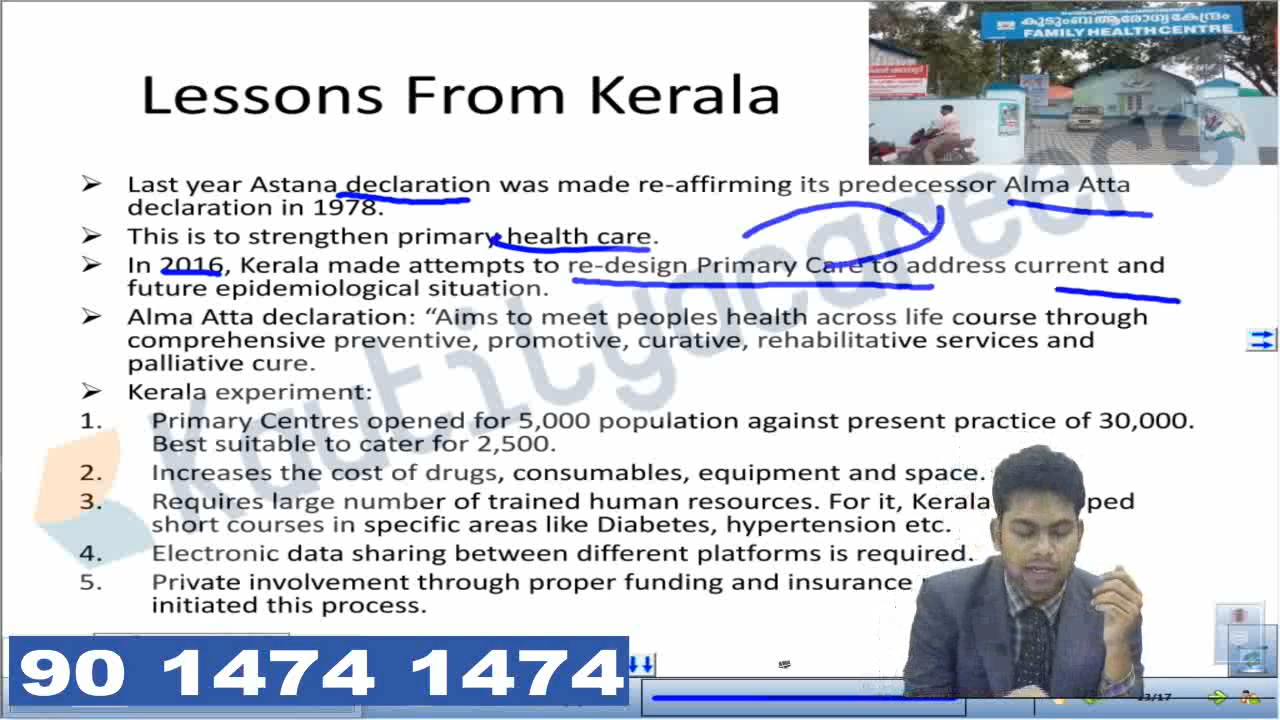 കുടുംബആരോഗ്യകേന്ദ്രം
FAMILY HEALTH CENTRE
Lessons From Kerala
➢ Last year Astana declaration was made re-affirming its predecessor Alma Atta
declaration in 1978.
➢ This is to strengthen primary health care.
➢ In 2016, Kerala made attempts to re-design Primary Care to address current and
future epidemiological situation.
➢ Alma Atta declaration: “Aims to meet peoples health across life course through
comprehensive preventive, promotive, curative, rehabilitative services and
palliative cure.
➢ Kerala experiment:
1. Primary Centres opened for 5,000 population against present practice of 30,000.
Best suitable to cater for 2,500.
2. Increases the cost of drugs, consumables, equipment and space.
3. Requires large number of trained human resources. For it, Kerala
short courses in specific areas like Diabetes, hypertension etc.
4. Electronic data sharing between different platforms is required.
5. Private involvement through proper funding and insurance
initiated this process.
Kautilyacareers
90 1474 1474
13/17